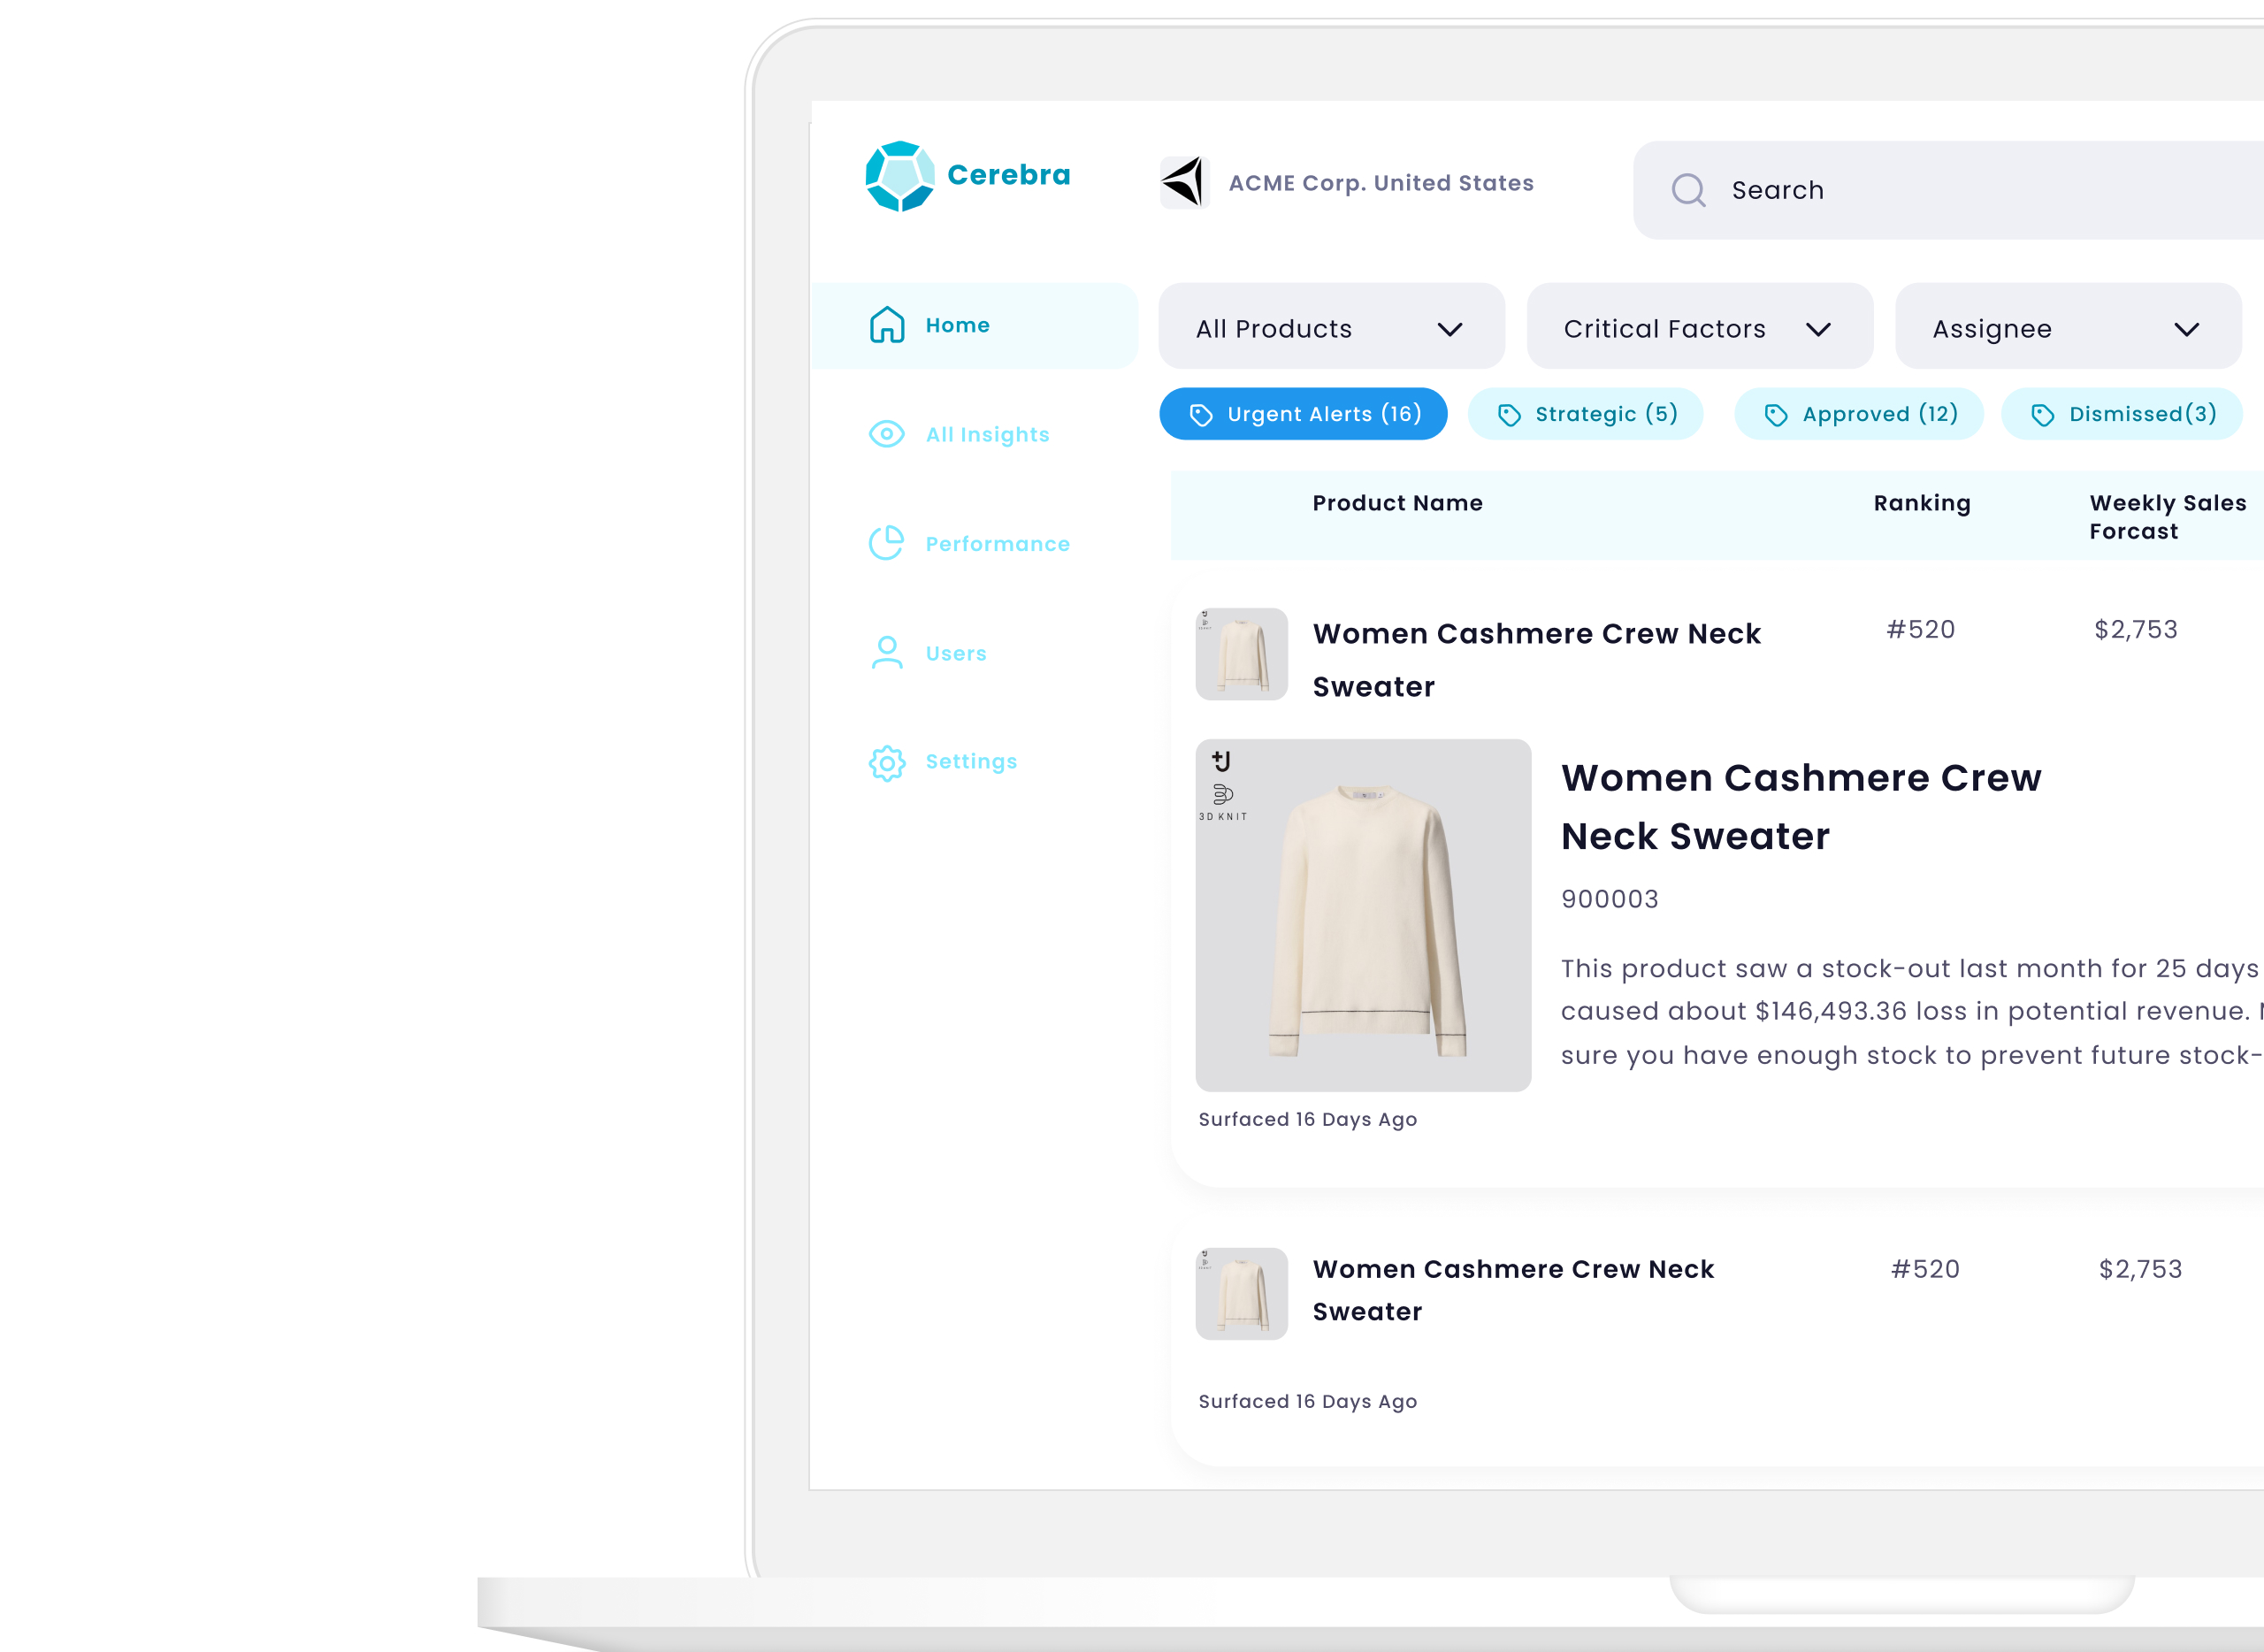 Cerebra
ACME Corp. United States
Search
Home
All Insights
Performance
Users
Settings
All Products
Critical Factors
Assignee
Urgent Alerts (16)
Strategic (5)
Approved (12)
Dismissed(3)
Product Name
Ranking
Weekly Sales
Forcast
Women Cashmere Crew Neck
Sweater
#520
$2,753
+J
3D KNIT
Women Cashmere Crew
Neck Sweater
900003
This product saw a stock-out last month for 25 days
caused about $146,493.36 loss in potential revenue.
sure you have enough stock to prevent future stock-
Surfaced 16 Days Ago
Women Cashmere Crew Neck
Sweater
#520
$2,753
Surfaced 16 Days Ago